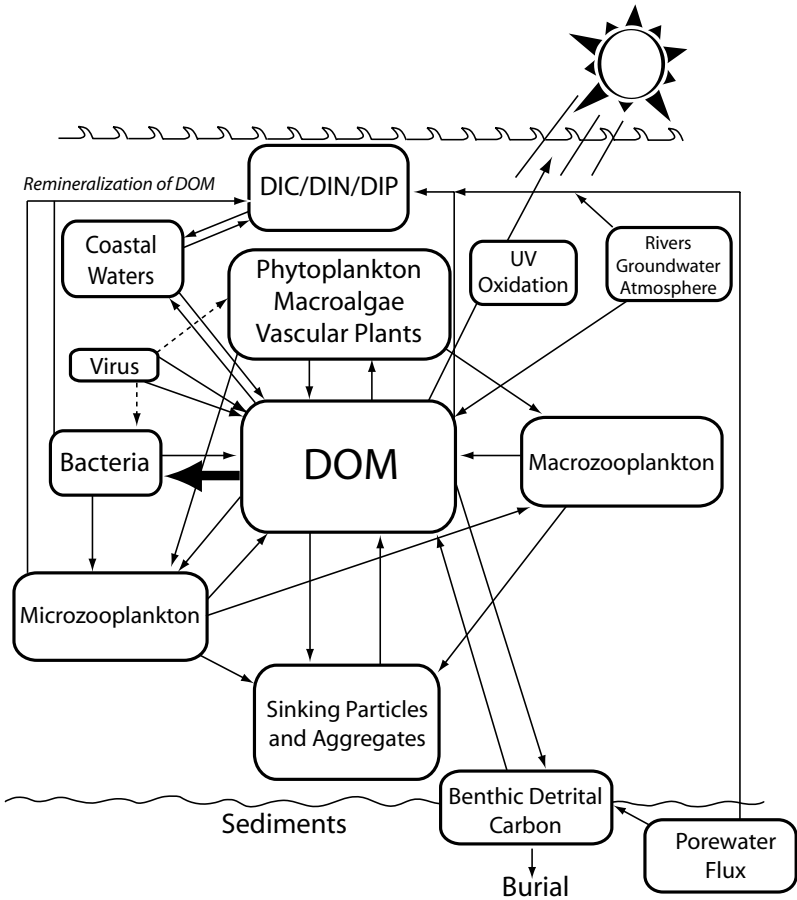 Remineralization of DOM
DIC/DIN/DIP
Coastal
Waters
Phytoplankton
Macroalgae
Vascular Plants
UV
Oxidation
Rivers
Groundwater
Atmosphere
Virus
Bacteria
DOM
Macrozooplankton
Microzooplankton
Sinking Particles
and Aggregates
Sediments
Benthic Detrital
Carbon
Porewater
Flux
Burial